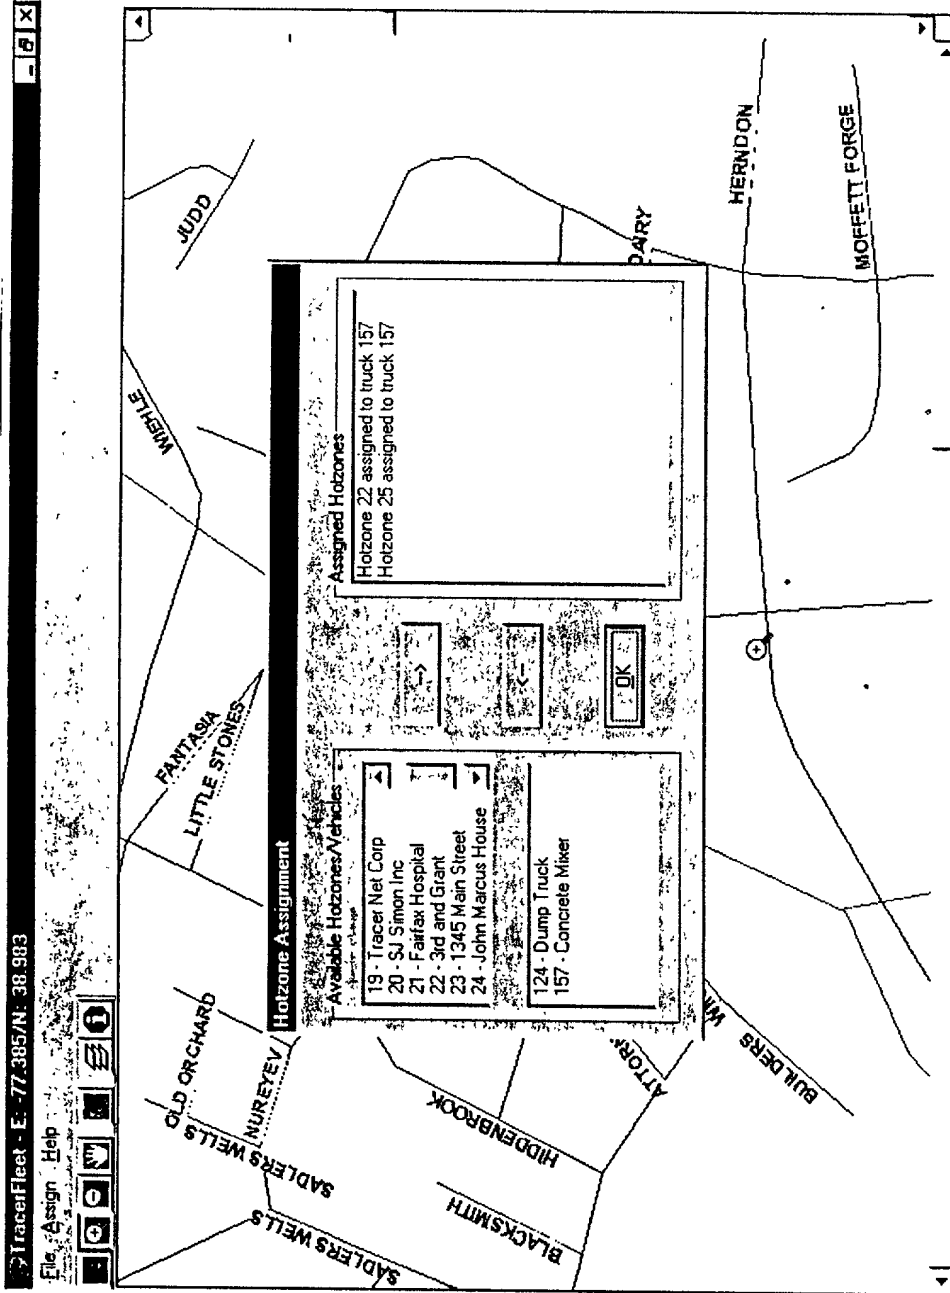 TracerFleet - E: -77.385/N: 38.983
File Assign Help
OLD ORCHARD
NUREYEV
SADLERS WELLS
SADLERS WELLS
HIDDENBROOK
BLACKSMITH
BUILDERS
FANTASIA
LITTLE STONES
WIEHLE
JUDD
DAIRY
HERNDON
MOFFETT FORGE
Hotzone Assignment
Available Hotzones/Vehicles
19 - Tracer Net Corp
20 - SJ Simon Inc
21 - Fairfax Hospital
22 - 3rd and Grant
23 - 1345 Main Street
24 - John Marcus House
124 - Dump Truck
157 - Concrete Mixer
-->
<--
OK
Assigned Hotzones
Hotzone 22 assigned to truck 157
Hotzone 25 assigned to truck 157